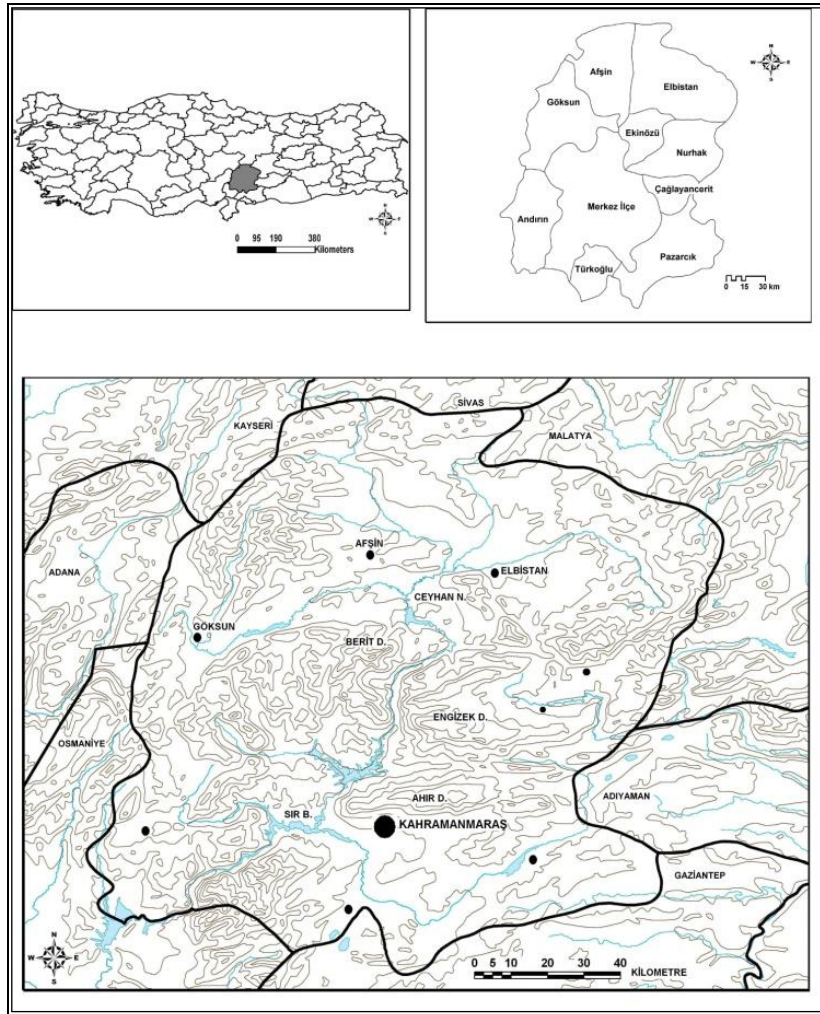 N
W E
S
0 95 190 380
Kilometers
N
W E
S
Afşin
Elbistan
Göksun
Ekinözü
Nurhak
Çağlayancerit
Andırın
Merkez İlçe
Pazarcık
Türkoğlu
0 15 30 km
SİVAS
KAYSERİ
MALATYA
AFŞİN
ADANA
ELBİSTAN
CEYHAN N.
GÖKSUN
BERİT D.
ENGİZEK D.
OSMANİYE
ADIYAMAN
AHIR D.
SIR B.
KAHRAMANMARAŞ
GAZİANTEP
N
W E
S
0 5 10 20 30 40
KİLOMETRE